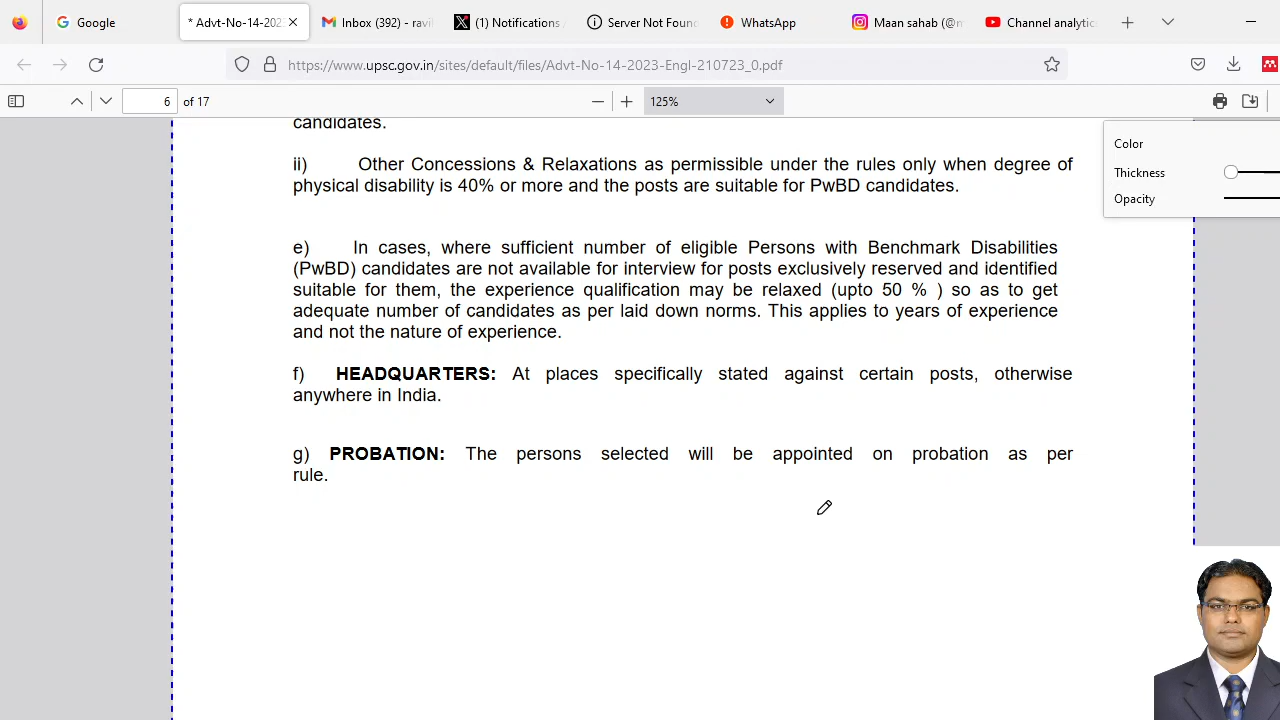 Google
* Advt-No-14-202
Inbox (392) - ravil
(1) Notifications /
Server Not Foun
WhatsApp
Maan sahab (@m
Channel analytic
https://www.upsc.gov.in/sites/default/files/Advt-No-14-2023-Engl-210723_0.pdf
6 of 17
125%
Color
Thickness
Opacity
candidates.
ii) Other Concessions & Relaxations as permissible under the rules only when degree of
physical disability is 40% or more and the posts are suitable for PwBD candidates.
e) In cases, where sufficient number of eligible Persons with Benchmark Disabilities
(PwBD) candidates are not available for interview for posts exclusively reserved and identified
suitable for them, the experience qualification may be relaxed (upto 50 % ) so as to get
adequate number of candidates as per laid down norms. This applies to years of experience
and not the nature of experience.
f) HEADQUARTERS: At places specifically stated against certain posts, otherwise
anywhere in India.
g) PROBATION: The persons selected will be appointed on probation as per
rule.